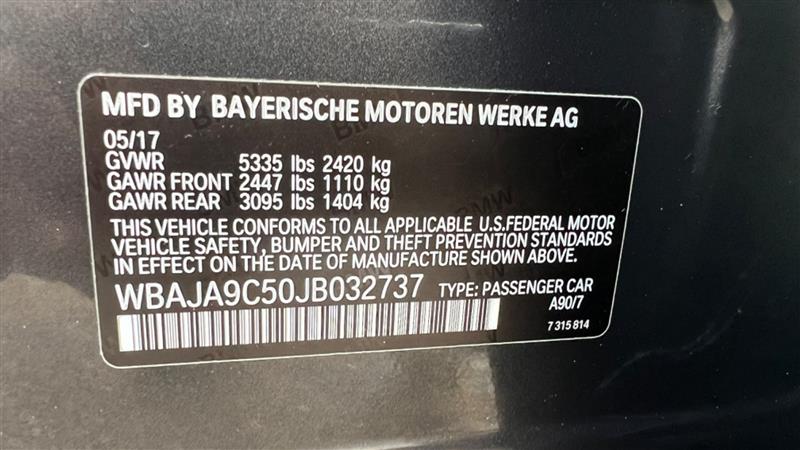 MFD BY BAYERISCHE MOTOREN WERKE AG
05/17
GVWR 5335 lbs 2420 kg
GAWR FRONT 2447 lbs 1110 kg
GAWR REAR 3095 lbs 1404 kg
THIS VEHICLE CONFORMS TO ALL APPLICABLE U.S.FEDERAL MOTOR
VEHICLE SAFETY, BUMPER AND THEFT PREVENTION STANDARDS
IN EFFECT ON THE DATE OF MANUFACTURE SHOWN ABOVE.
WBAJA9C50JB032737 TYPE: PASSENGER CAR
A90/7
7 315 814